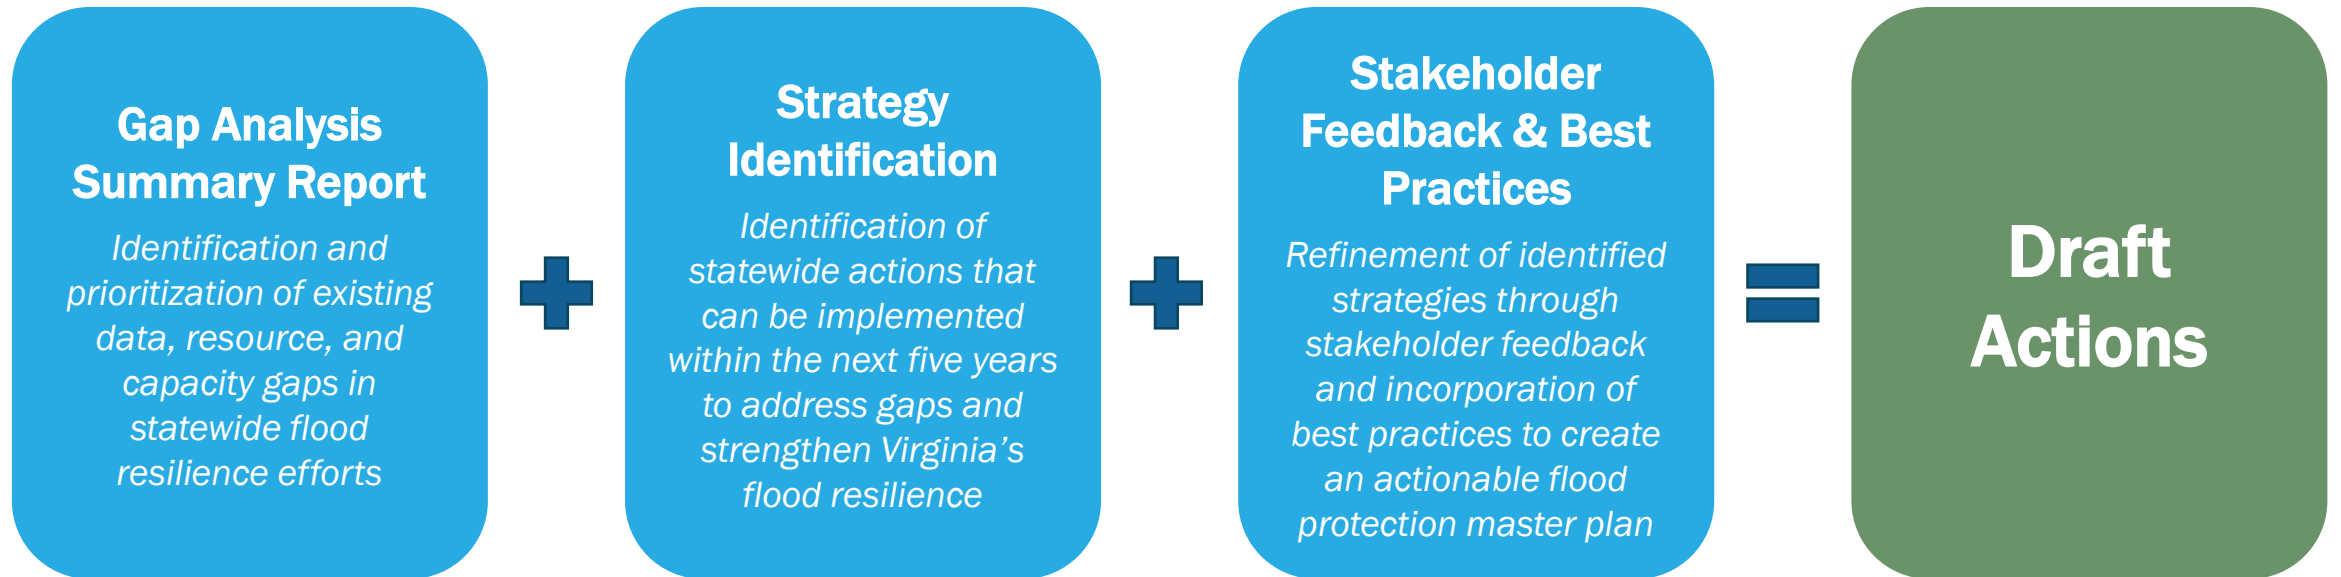 Gap Analysis
Summary Report
Identification and
prioritization of existing
data, resource, and
capacity gaps in
statewide flood
resilience efforts
Strategy
Identification
Identification of
statewide actions that
can be implemented
within the next five years
to address gaps and
strengthen Virginia’s
flood resilience
Stakeholder
Feedback & Best
Practices
Refinement of identified
strategies through
stakeholder feedback
and incorporation of
best practices to create
an actionable flood
protection master plan
Draft
Actions